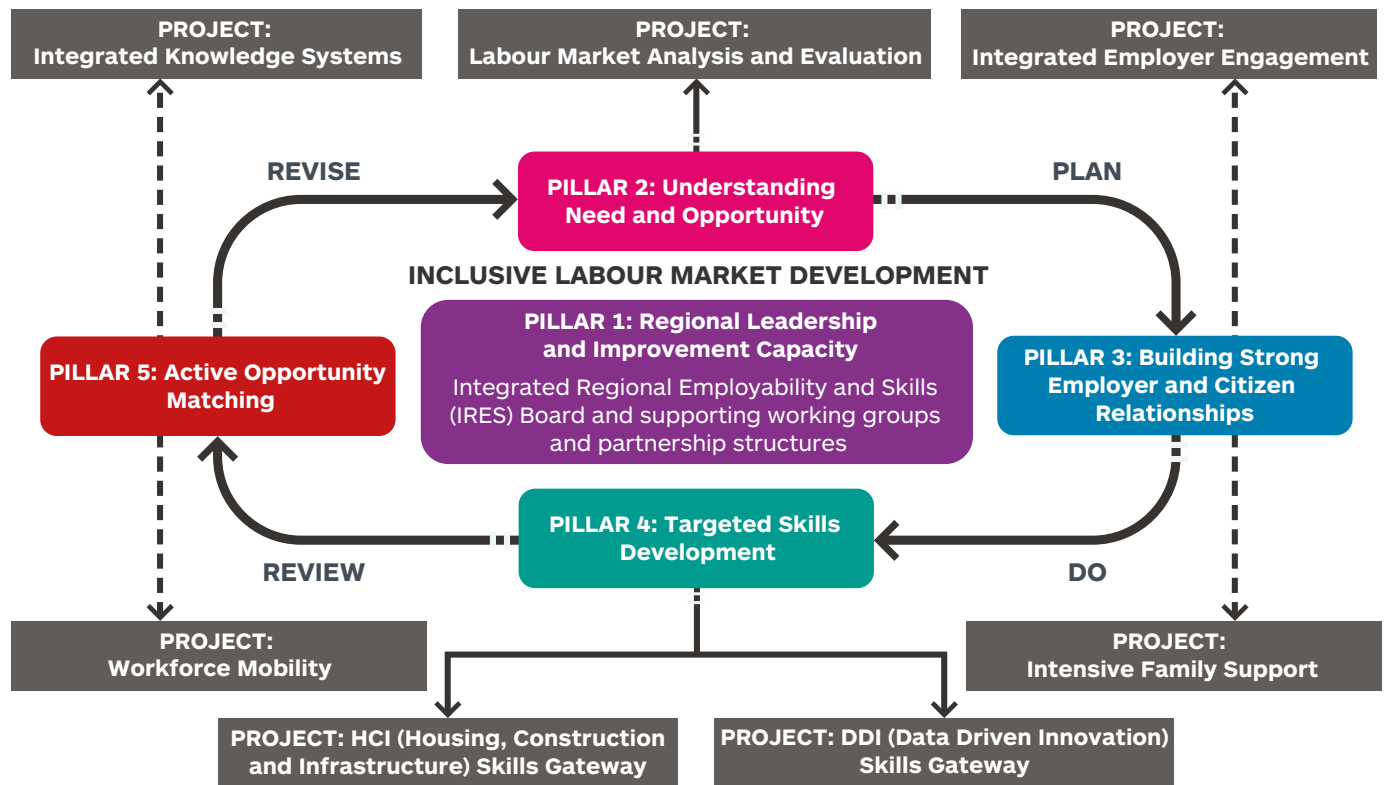 PROJECT:
Integrated Knowledge Systems
PROJECT:
Labour Market Analysis and Evaluation
PROJECT:
Integrated Employer Engagement
REVISE
PLAN
PILLAR 2: Understanding
Need and Opportunity
INCLUSIVE LABOUR MARKET DEVELOPMENT
PILLAR 1: Regional Leadership
and Improvement Capacity
Integrated Regional Employability and Skills
(IRES) Board and supporting working groups
and partnership structures
PILLAR 5: Active Opportunity
Matching
PILLAR 3: Building Strong
Employer and Citizen
Relationships
PILLAR 4: Targeted Skills
Development
REVIEW
DO
PROJECT:
Workforce Mobility
PROJECT:
Intensive Family Support
PROJECT: HCI (Housing, Construction
and Infrastructure) Skills Gateway
PROJECT: DDI (Data Driven Innovation)
Skills Gateway